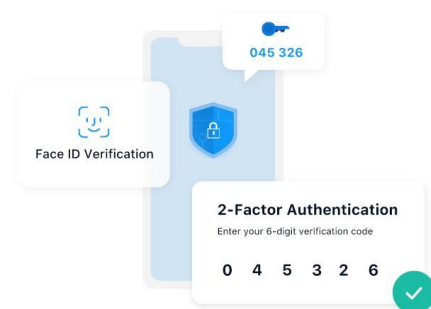 045 326
Face ID Verification
2-Factor Authentication
Enter your 6-digit verification code
0 4 5 3 2 6